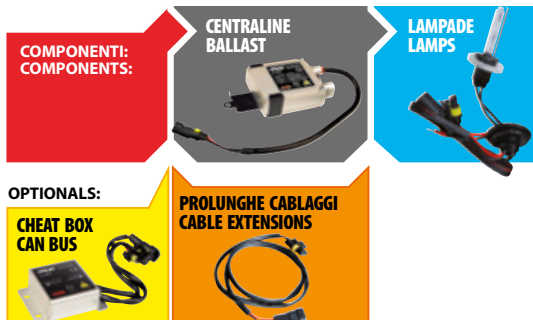 COMPONENTI:
COMPONENTS:
CENTRALINE
BALLAST
LAMPADE
LAMPS
OPTIONALS:
CHEAT BOX
CAN BUS
PROLUNGHE CABLAGGI
CABLE EXTENSIONS